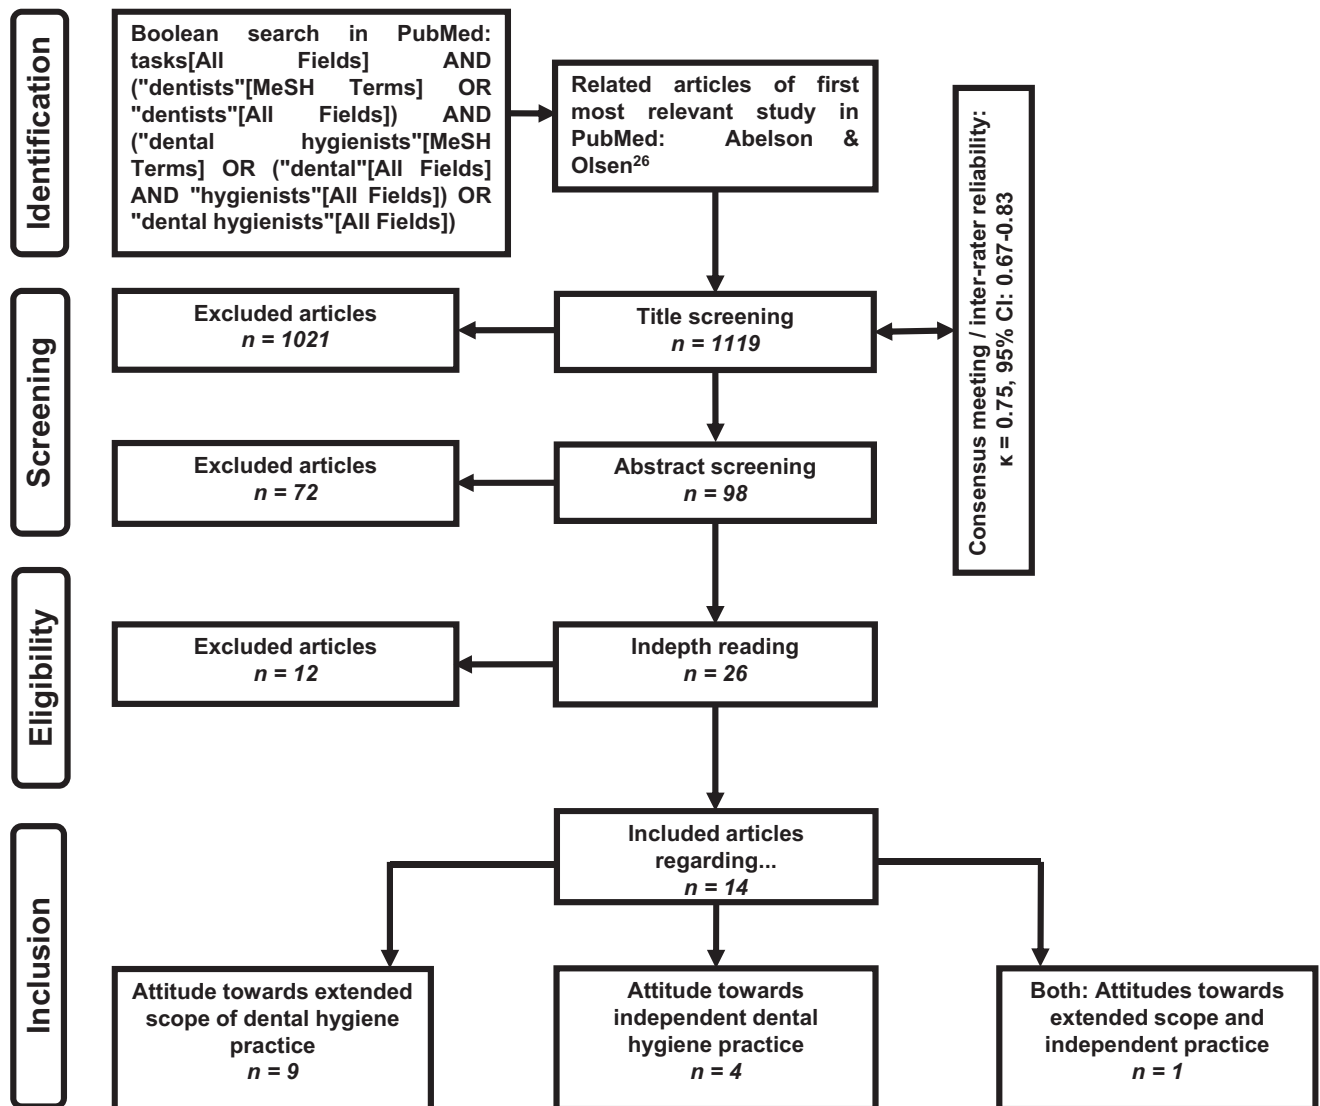 Identification
Boolean search in PubMed:
tasks[All Fields] AND
("dentists"[MeSH Terms] OR
"dentists"[All Fields]) AND
("dental hygienists"[MeSH
Terms] OR ("dental"[All Fields]
AND "hygienists"[All Fields]) OR
"dental hygienists"[All Fields])
Related articles of first
most relevant study in
PubMed: Abelson &
Olsen26
Consensus meeting / inter-rater reliability:
κ = 0.75, 95% CI: 0.67-0.83
Screening
Excluded articles
n = 1021
Title screening
n = 1119
Excluded articles
n = 72
Abstract screening
n = 98
Eligibility
Excluded articles
n = 12
Indepth reading
n = 26
Inclusion
Included articles
regarding...
n = 14
Attitude towards extended
scope of dental hygiene
practice
n = 9
Attitude towards
independent dental
hygiene practice
n = 4
Both: Attitudes towards
extended scope and
independent practice
n = 1